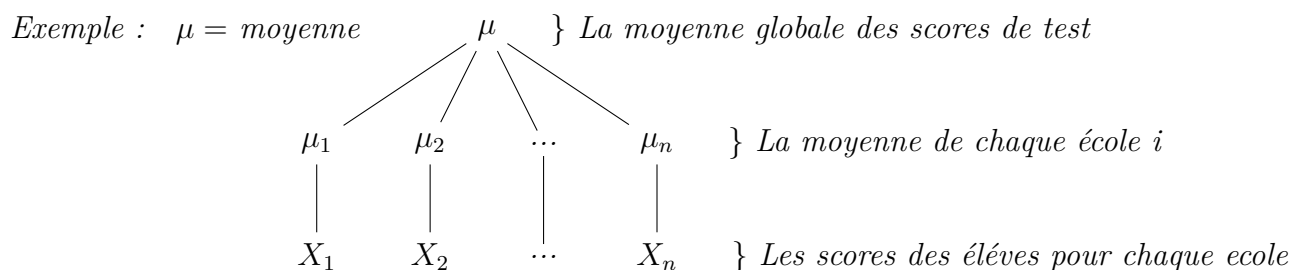 Exemple : μ = moyenne μ } La moyenne globale des scores de test
μ₁ μ₂ ... μₙ } La moyenne de chaque école i
X₁ X₂ ... Xₙ } Les scores des éléves pour chaque ecole